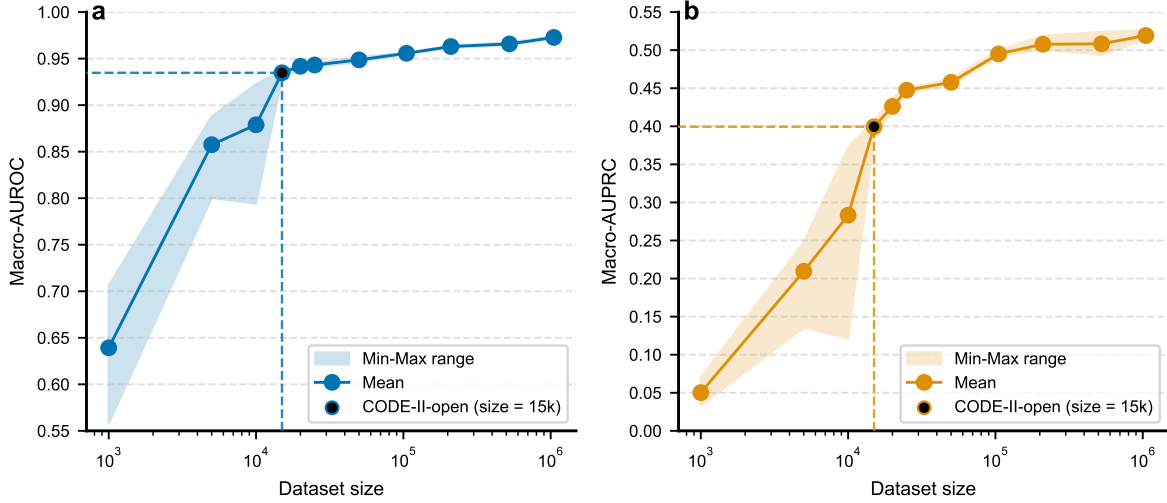 a
1.00
0.95
0.90
0.85
0.80
0.75
0.70
0.65
0.60
0.55
Macro-AUROC
10³
10⁴
10⁵
10⁶
Dataset size
Min-Max range
Mean
CODE-II-open (size = 15k)
b
0.55
0.50
0.45
0.40
0.35
0.30
0.25
0.20
0.15
0.10
0.05
0.00
Macro-AUPRC
10³
10⁴
10⁵
10⁶
Dataset size
Min-Max range
Mean
CODE-II-open (size = 15k)